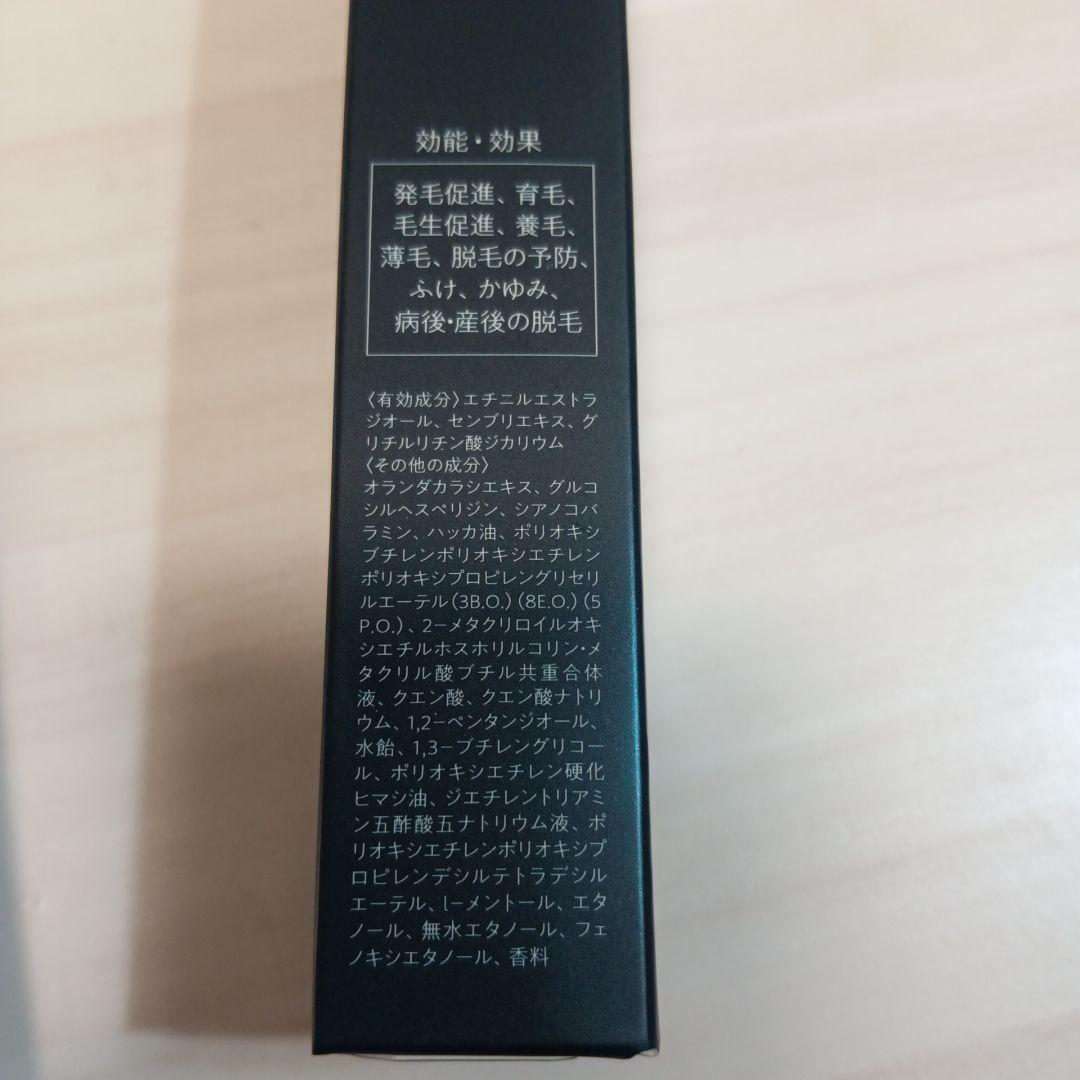 効能・効果
発毛促進、育毛、
毛生促進、養毛、
薄毛、脱毛の予防、
ふけ、かゆみ、
病後・産後の脱毛
〈有効成分〉エチニルエストラ
ジオール、センブリエキス、グ
リチルリチン酸ジカリウム
〈その他の成分〉
オランダカラシエキス、グルコ
シルヘスペリジン、シアノコバ
ラミン、ハッカ油、ポリオキシ
ブチレンポリオキシエチレン
ポリオキシプロピレングリセリ
ルエーテル(3B.O.)(8E.O.)(5
P.O.)、2−メタクリロイルオキ
シエチルホスホリルコリン・メ
タクリル酸ブチル共重合体
液、クエン酸、クエン酸ナトリ
ウム、1,2−ペンタンジオール、
水飴、1,3−ブチレングリコー
ル、ポリオキシエチレン硬化
ヒマシ油、ジエチレントリアミ
ン五酢酸五ナトリウム液、ポ
リオキシエチレンポリオキシプ
ロピレンデシルテトラデシル
エーテル、l−メントール、エタ
ノール、無水エタノール、フェ
ノキシエタノール、香料